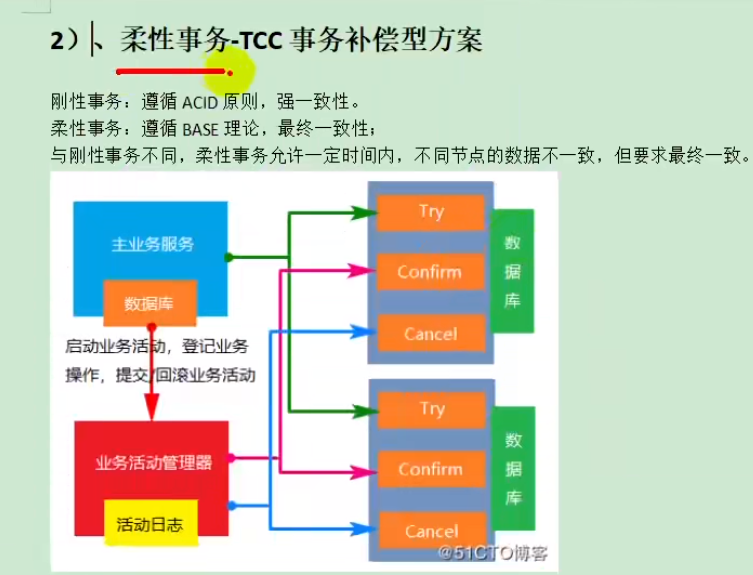 2）、柔性事务-TCC 事务补偿型方案
刚性事务：遵循 ACID 原则，强一致性。
柔性事务：遵循 BASE 理论，最终一致性；
与刚性事务不同，柔性事务允许一定时间内，不同节点的数据不一致，但要求最终一致。
主业务服务
数据库
启动业务活动，登记业务
操作，提交/回滚业务活动
业务活动管理器
活动日志
Try
Confirm
Cancel
数据库
Try
Confirm
Cancel
数据库
@51CTO博客